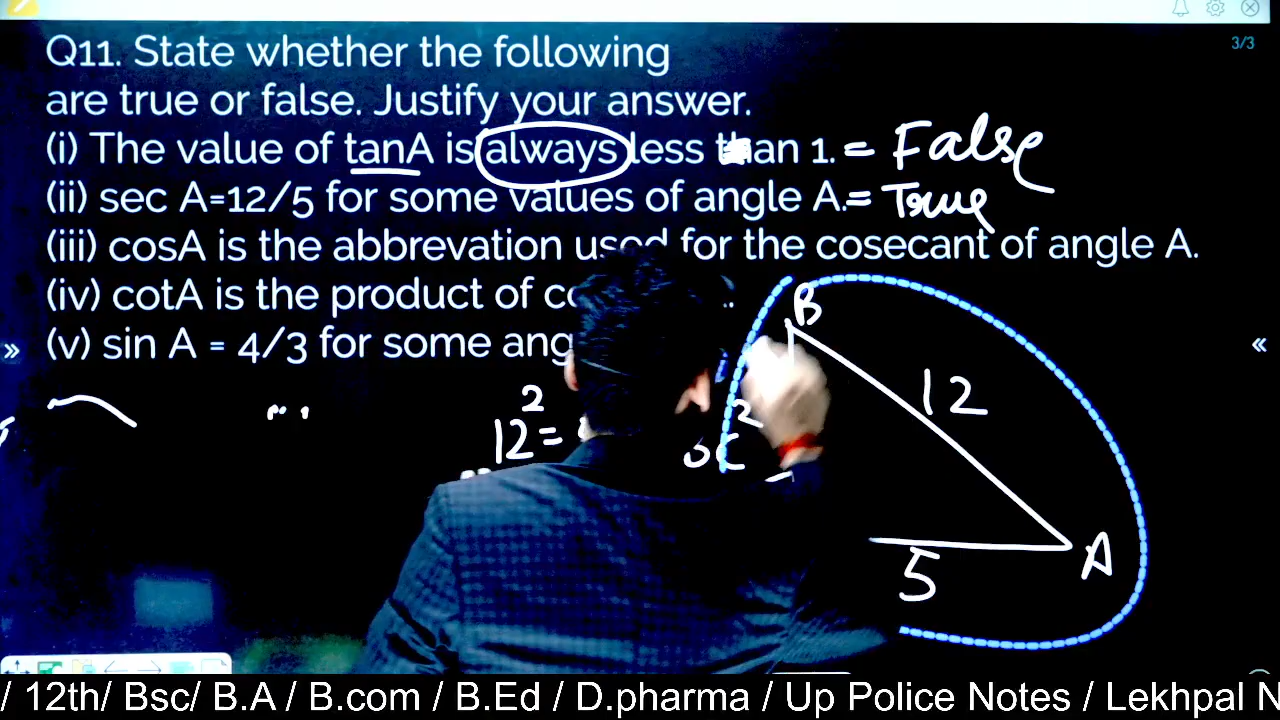 3/3
Q11. State whether the following
are true or false. Justify your answer.
(i) The value of tanA is always less than 1. = False
(ii) sec A=12/5 for some values of angle A. = True
(iii) cosA is the abbrevation used for the cosecant of angle A.
(iv) cotA is the product of
(v) sin A = 4/3 for some
B
12
12² =
5
A
/ 12th/ Bsc/ B.A / B.com / B.Ed / D.pharma / Up Police Notes / Lekhpal